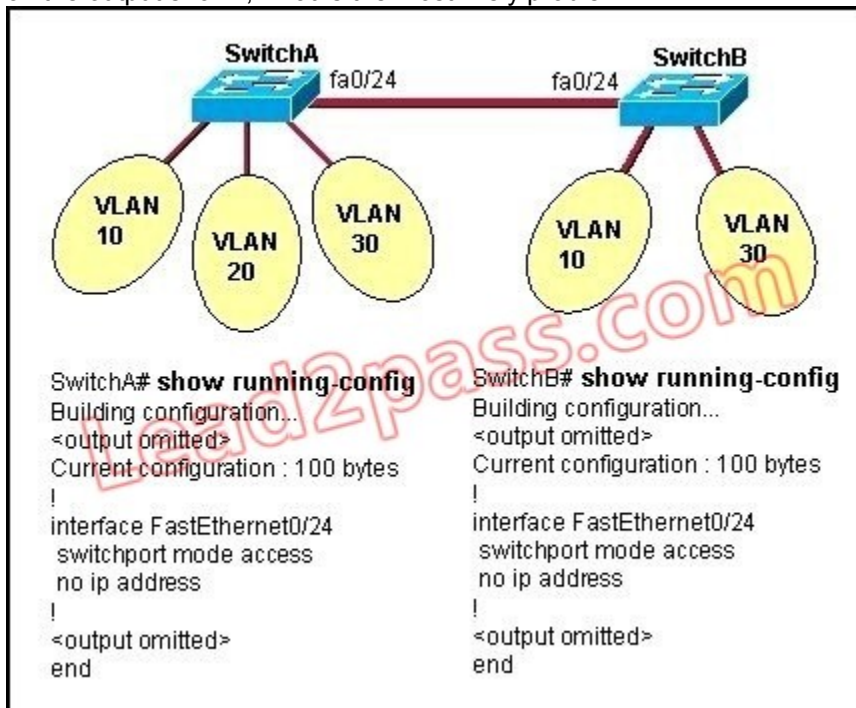 SwitchA
SwitchB
fa0/24
fa0/24
VLAN
10
VLAN
20
VLAN
30
VLAN
10
VLAN
30
Lead2pass.com
SwitchA# show running-config
Building configuration...
<output omitted>
Current configuration : 100 bytes
!
interface FastEthernet0/24
switchport mode access
no ip address
!
<output omitted>
end
SwitchB# show running-config
Building configuration...
<output omitted>
Current configuration : 100 bytes
!
interface FastEthernet0/24
switchport mode access
no ip address
!
<output omitted>
end